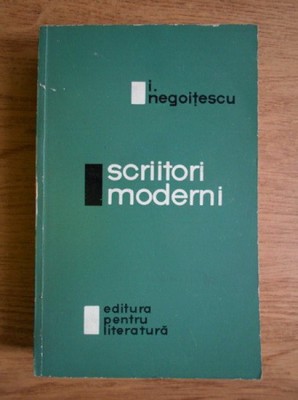 i.
negoițescu
scriitori
moderni
editura
pentru
literatură